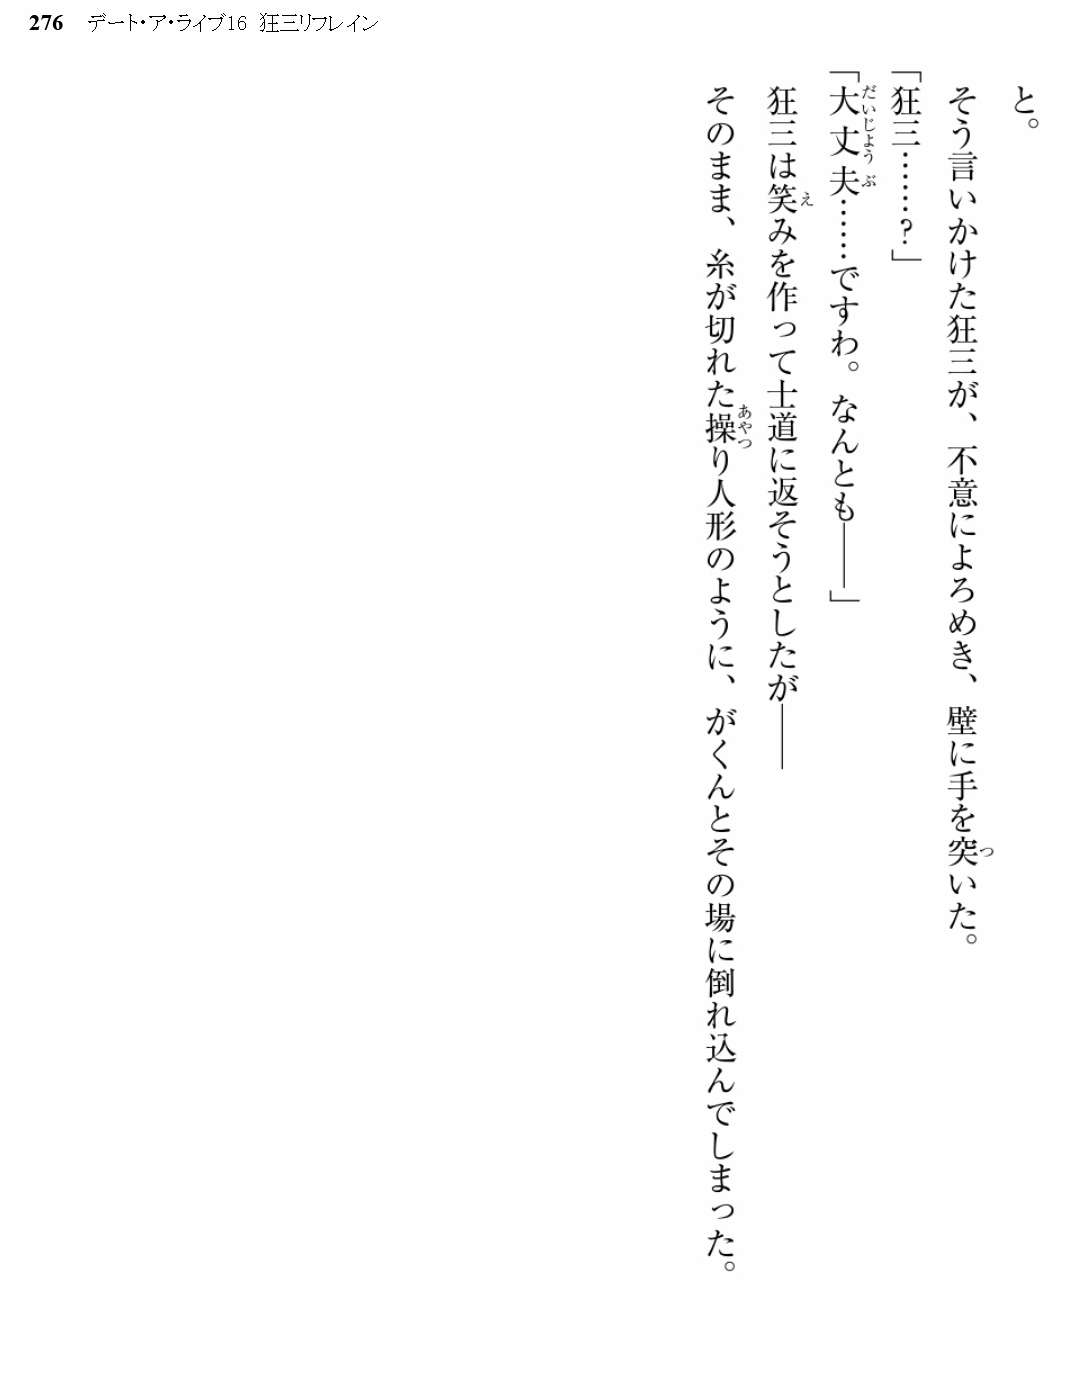 276 デート・ア・ライブ16 狂三リフレイン
と。
そう言いかけた狂三が、不意によろめき、壁に手を突いた。
「狂三……?」
「大丈夫……ですわ。なんとも――」
狂三は笑みを作って士道に返そうとしたが――
そのまま、糸が切れた操り人形のように、がくんとその場に倒れ込んでしまった。